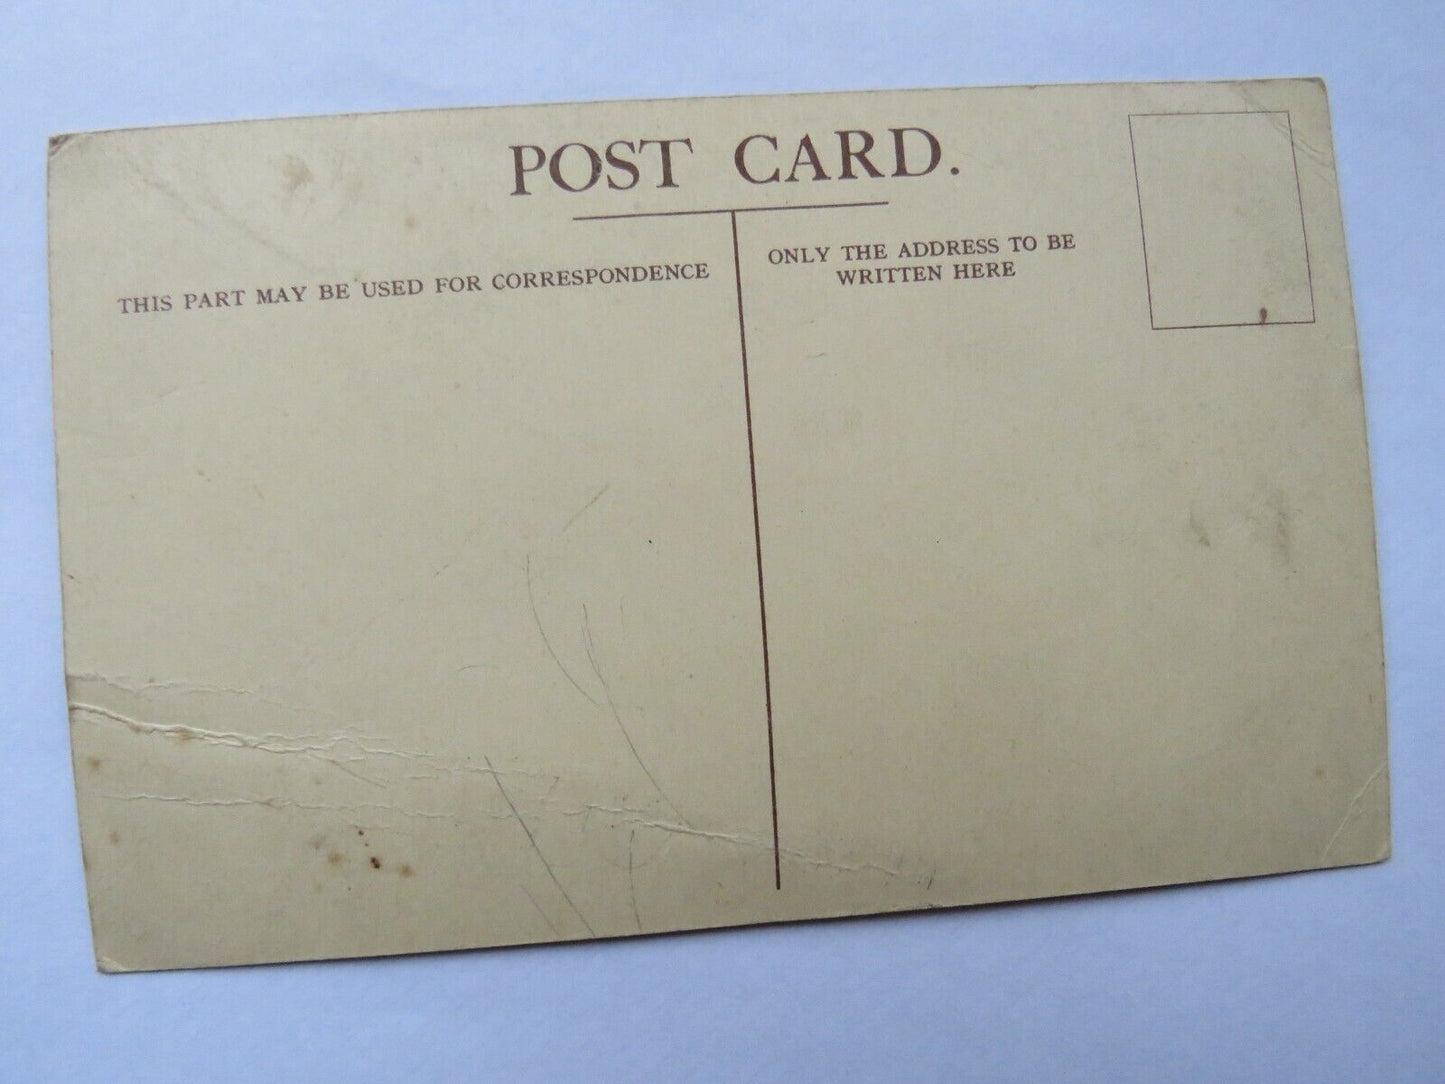 POST CARD.
THIS PART MAY BE USED FOR CORRESPONDENCE
ONLY THE ADDRESS TO BE
WRITTEN HERE